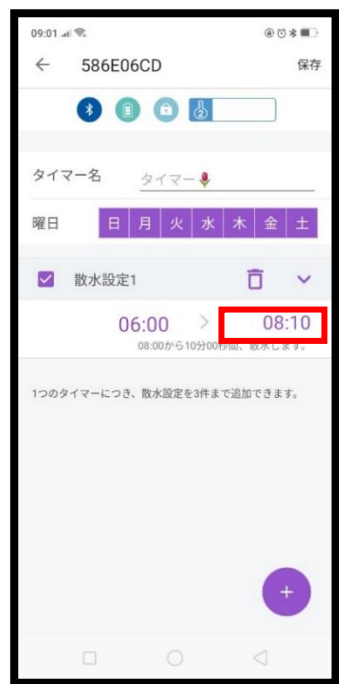 09:01
586E06CD
保存
2
タイマー名
タイマー
曜日
日 月 火 水 木 金 土
散水設定1
06:00 > 08:10
08:00から10分00秒間、散水します。
1つのタイマーにつき、散水設定を3件まで追加できます。
+